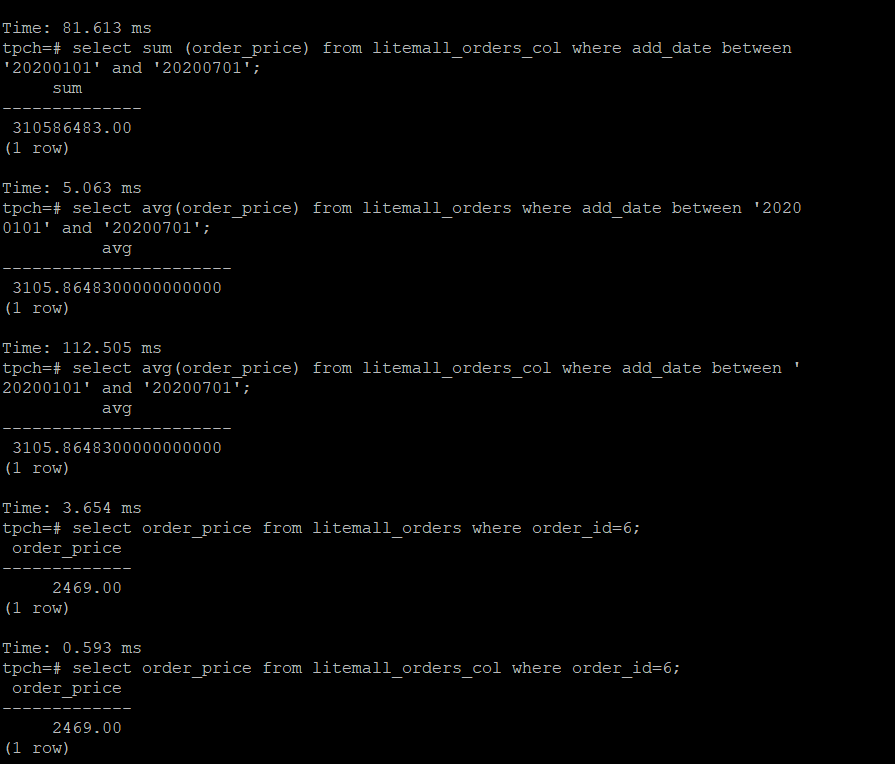 Time: 81.613 ms
tpch=# select sum (order_price) from litemall_orders_col where add_date between
'20200101' and '20200701';
     sum
--------------
 310586483.00
(1 row)

Time: 5.063 ms
tpch=# select avg(order_price) from litemall_orders where add_date between '2020
0101' and '20200701';
          avg
-----------------------
 3105.8648300000000000
(1 row)

Time: 112.505 ms
tpch=# select avg(order_price) from litemall_orders_col where add_date between '
20200101' and '20200701';
          avg
-----------------------
 3105.8648300000000000
(1 row)

Time: 3.654 ms
tpch=# select order_price from litemall_orders where order_id=6;
 order_price
-------------
     2469.00
(1 row)

Time: 0.593 ms
tpch=# select order_price from litemall_orders_col where order_id=6;
 order_price
-------------
     2469.00
(1 row)